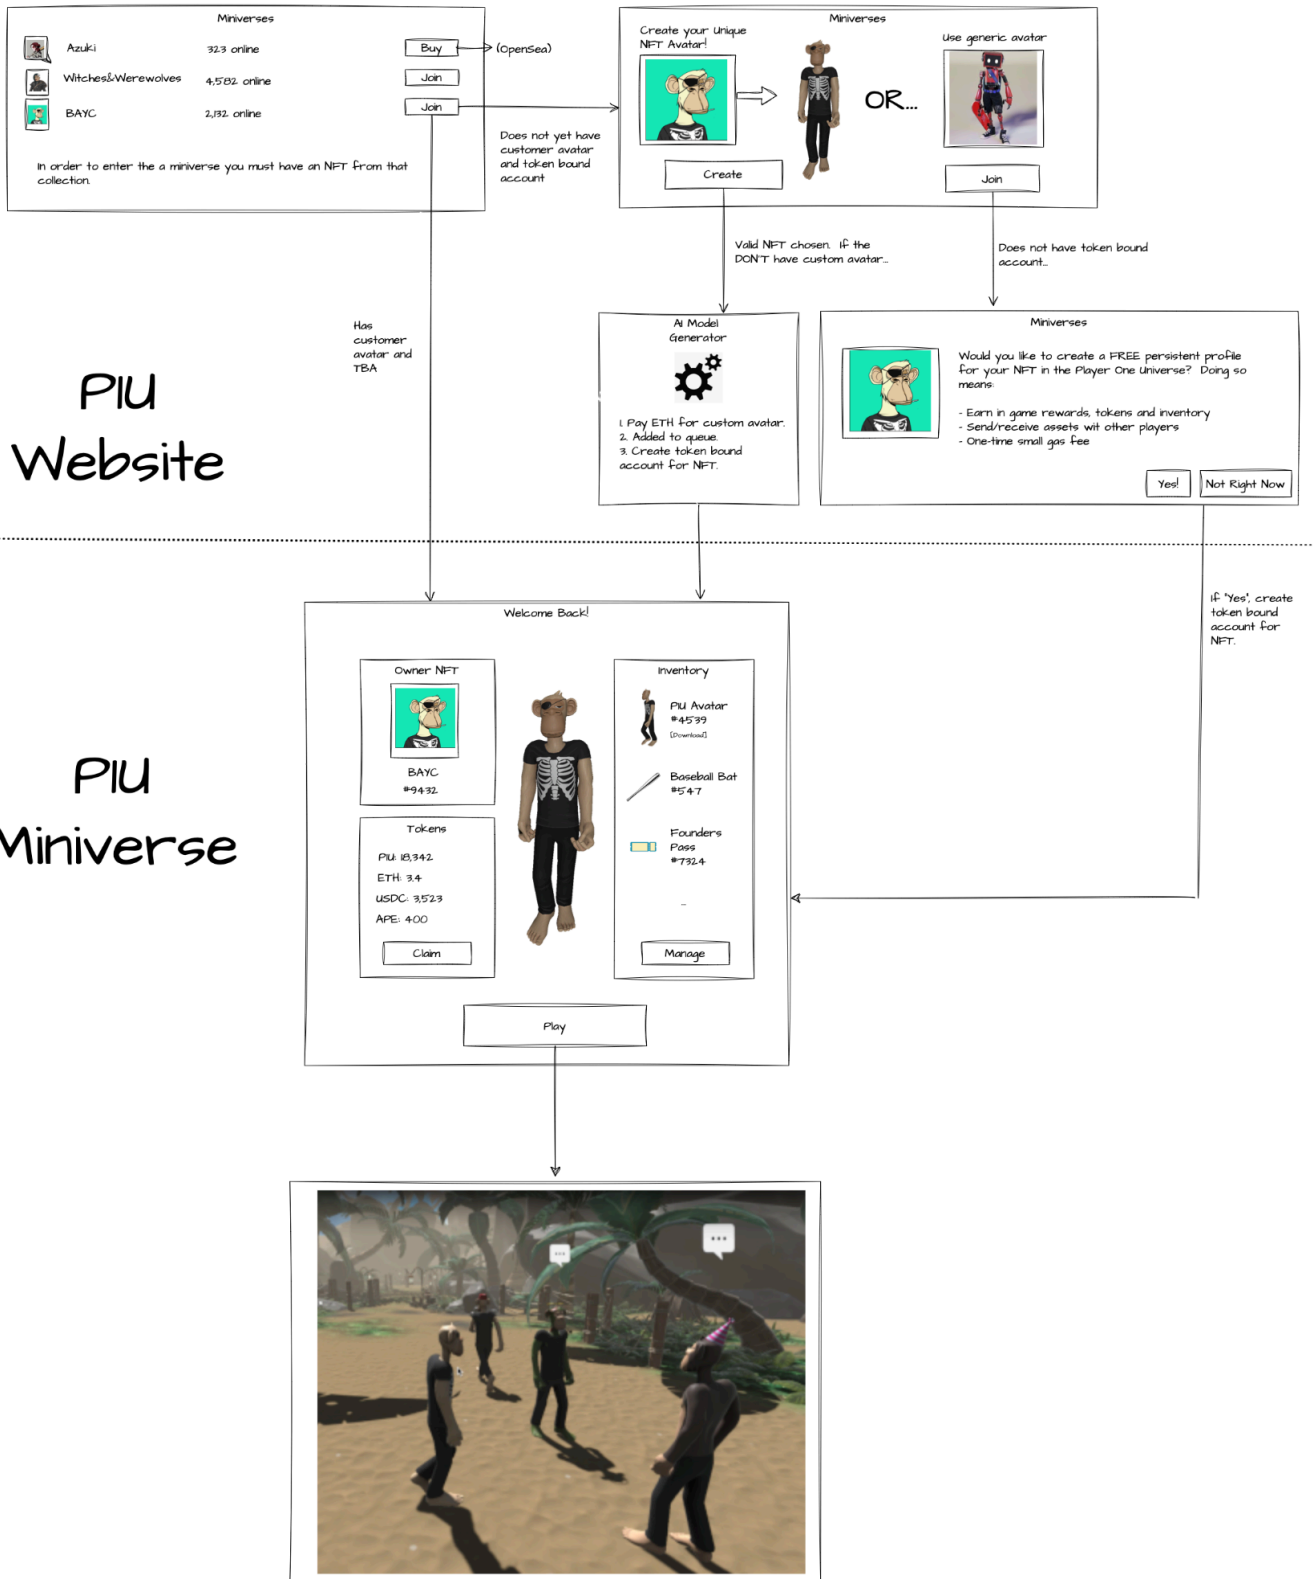 Miniverses
Azuki
323 online
Buy
(OpenSea)
Witches&Werewolves
4,582 online
Join
BAYC
2,132 online
Join
In order to enter the a miniverse you must have an NFT from that
collection.
Does not yet have
customer avatar
and token bound
account
Miniverses
Create your Unique
NFT Avatar!
Use generic avatar
OR...
Create
Join
Valid NFT chosen. If the
DON'T have custom avatar...
Does not have token bound
account...
Has
customer
avatar and
TBA
AI Model
Generator
1. Pay ETH for custom avatar.
2. Added to queue.
3. Create token bound
account for NFT.
Miniverses
Would you like to create a FREE persistent profile
for your NFT in the Player One Universe? Doing so
means:
- Earn in game rewards, tokens and inventory
- Send/receive assets wit other players
- One-time small gas fee
Yes!
Not Right Now
P1U
Website
If "Yes", create
token bound
account for
NFT.
P1U
Miniverse
Welcome Back!
Owner NFT
BAYC
#9432
Tokens
P1U: 18,342
ETH: 3.4
USDC: 3,523
APE: 400
Claim
Inventory
P1U Avatar
#4539
[Download]
Baseball Bat
#547
Founders
Pass
#7324
...
Manage
Play